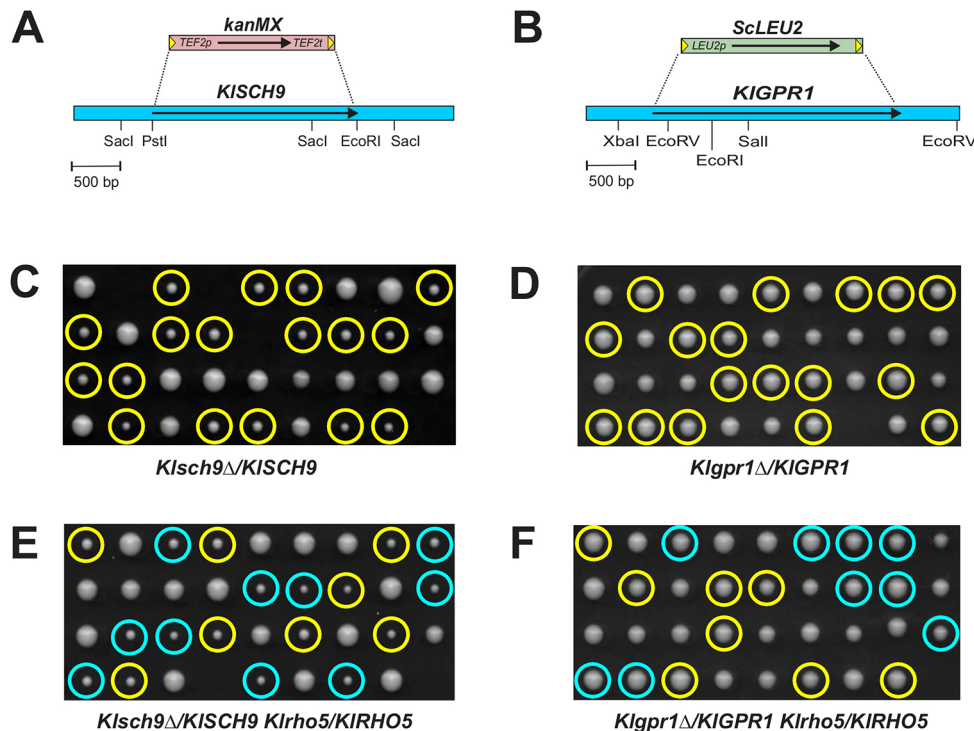 A
kanMX
TEF2p TEF2t
KlSCH9
SacI PstI SacI EcoRI SacI
500 bp
B
ScLEU2
LEU2p
KlGPR1
XbaI EcoRV SalI EcoRV
EcoRI
500 bp
C
Klsch9Δ/KlSCH9
D
Klgpr1Δ/KlGPR1
E
Klsch9Δ/KlSCH9 Klrho5/KlRHO5
F
Klgpr1Δ/KlGPR1 Klrho5/KlRHO5